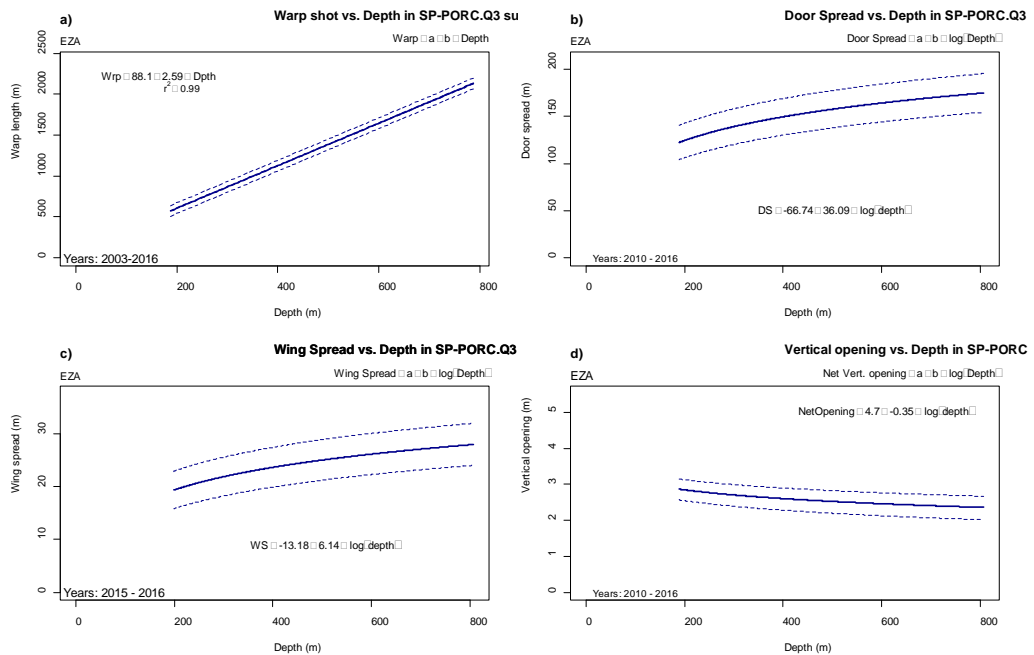 a) Warp shot vs. Depth in SP-PORC.Q3 su
EZA Warp □ a □ b □ Depth
Wrp □ 88.1 □ 2.59 □ Dpth
r² □ 0.99
Warp length (m)
0 500 1000 1500 2000 2500
Years: 2003-2016
0 200 400 600 800
Depth (m)
b) Door Spread vs. Depth in SP-PORC.Q3
EZA Door Spread □ a □ b □ log□Depth□
Door spread (m)
0 50 100 150 200
DS □ -66.74 □ 36.09 □ log□depth□
Years: 2010 - 2016
0 200 400 600 800
Depth (m)
c) Wing Spread vs. Depth in SP-PORC.Q3
EZA Wing Spread □ a □ b □ log□Depth□
Wing spread (m)
0 10 20 30
WS □ -13.18 □ 6.14 □ log□depth□
Years: 2015 - 2016
200 400 600 800
Depth (m)
d) Vertical opening vs. Depth in SP-PORC
EZA Net Vert. opening □ a □ b □ log□Depth□
NetOpening □ 4.7 □ -0.35 □ log□depth□
Vertical opening (m)
0 1 2 3 4 5
Years: 2010 - 2016
0 200 400 600 800
Depth (m)